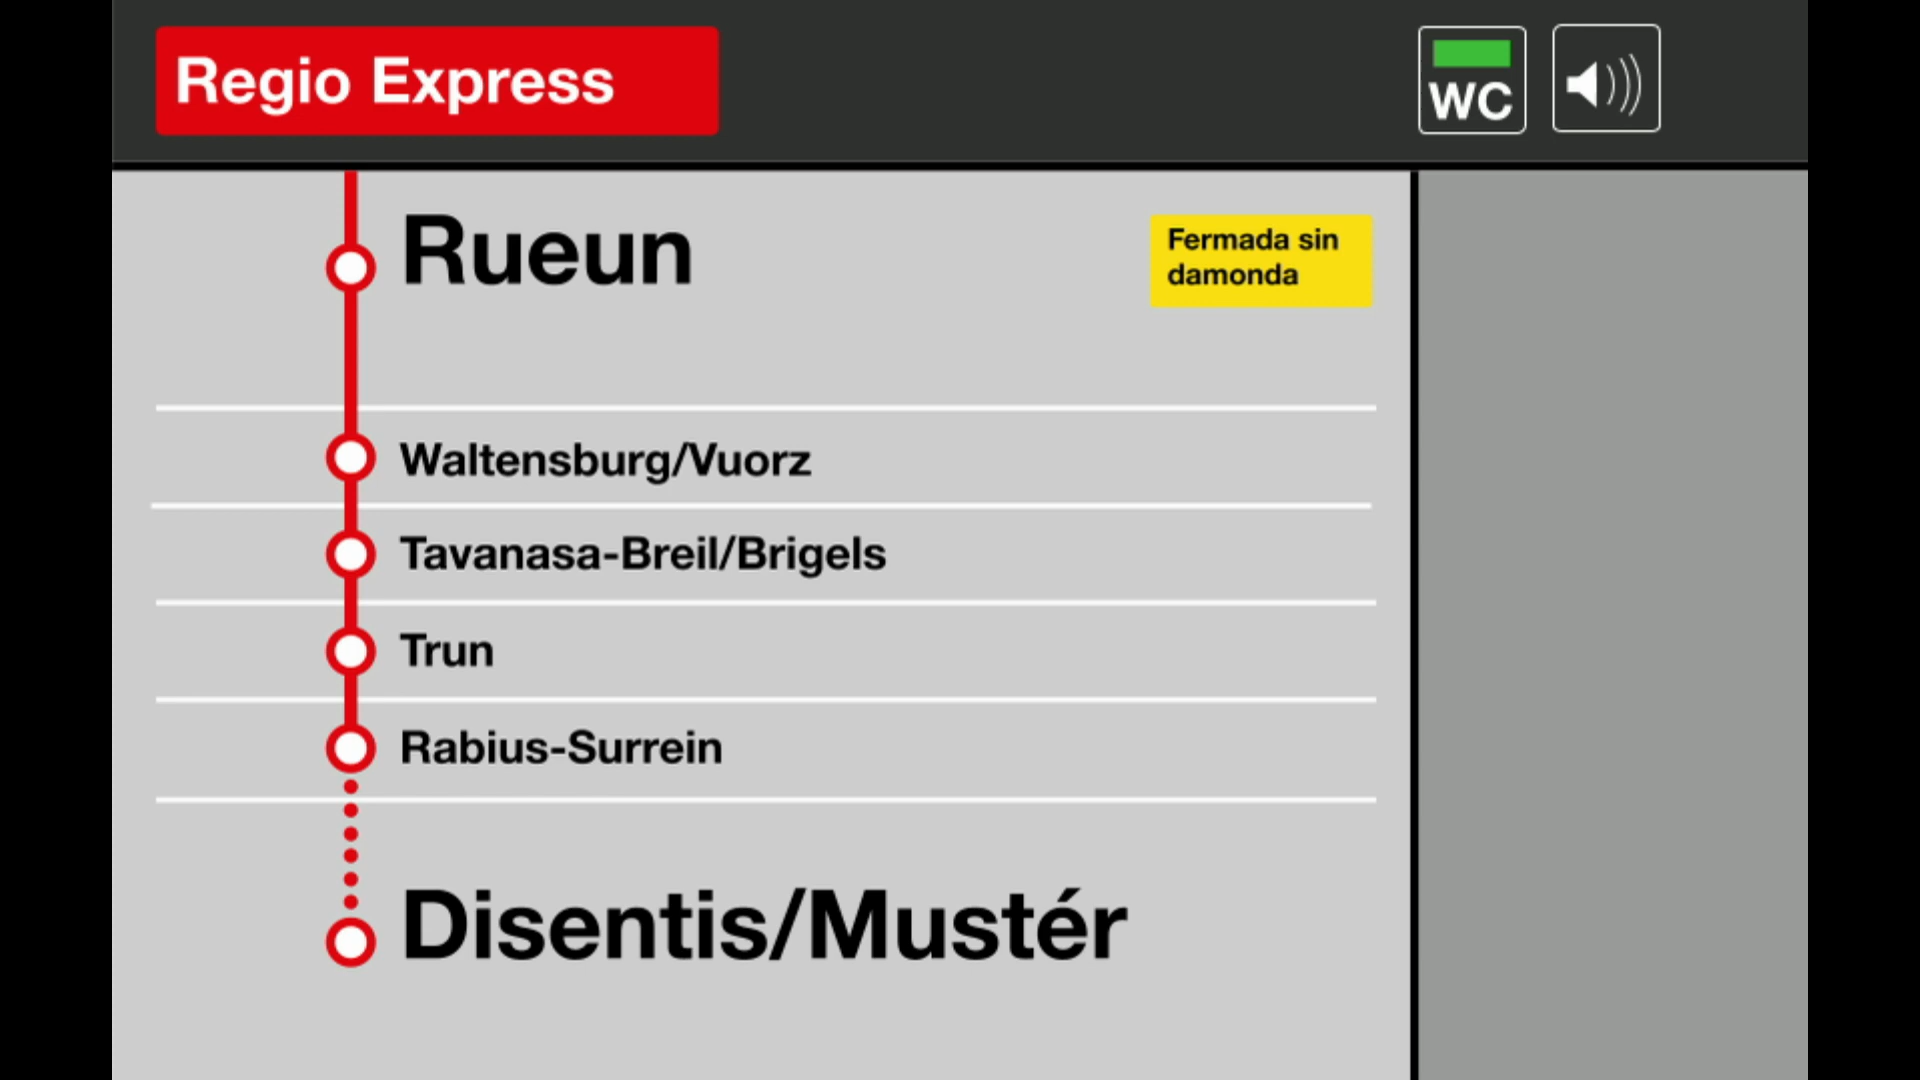 Regio Express
WC
Rueun
Fermada sin
damonda
Waltensburg/Vuorz
Tavanasa-Breil/Brigels
Trun
Rabius-Surrein
Disentis/Mustér